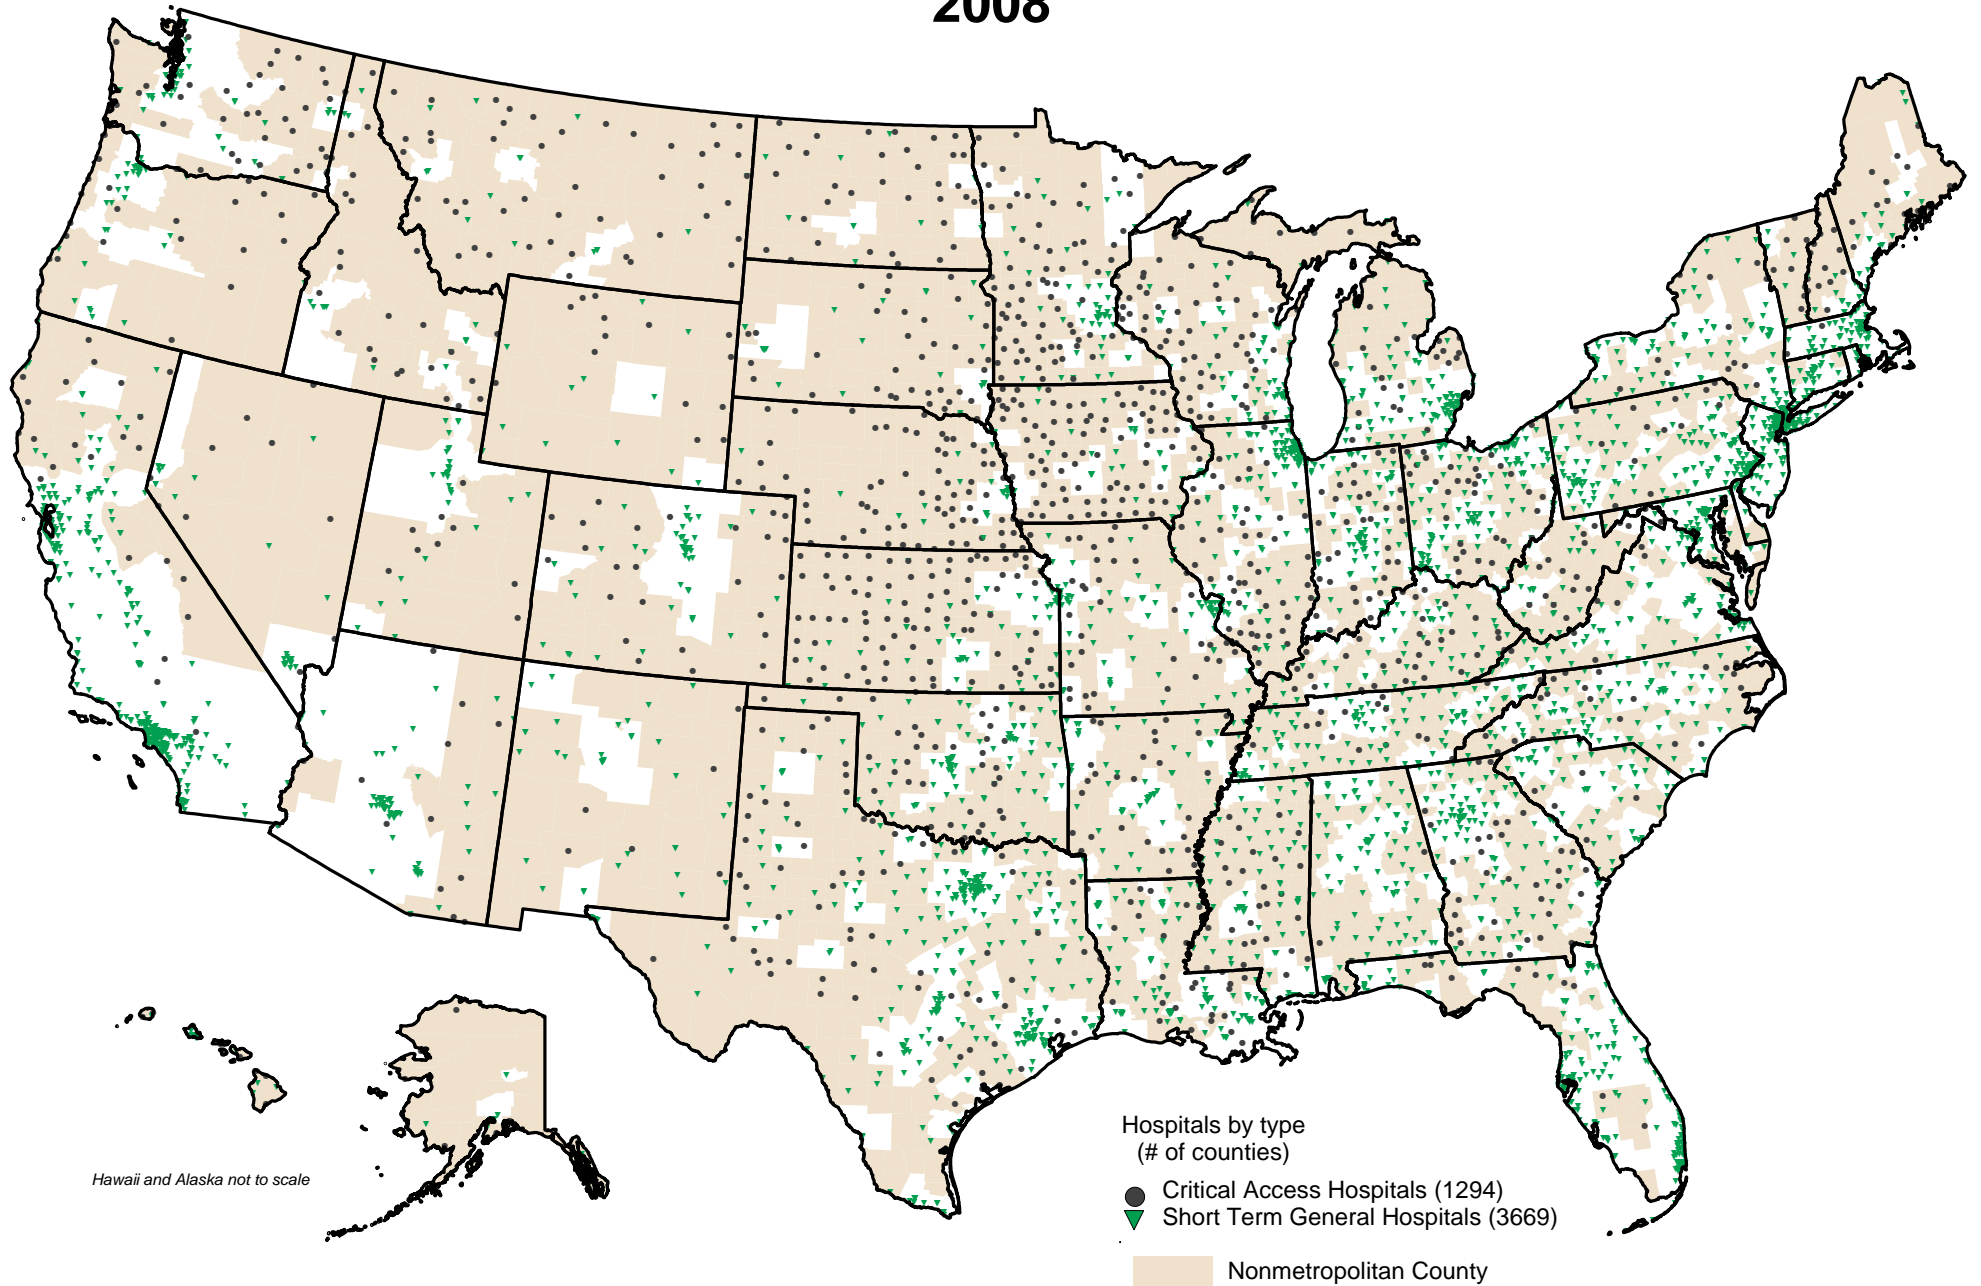 2008
Hospitals by type
(# of counties)
Critical Access Hospitals (1294)
Short Term General Hospitals (3669)
Nonmetropolitan County
Hawaii and Alaska not to scale